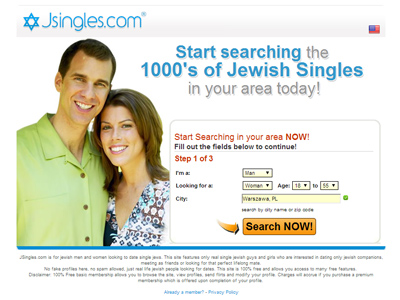 Jsingles.com®
Start searching the
1000's of Jewish Singles
in your area today!
Start Searching in your area NOW!
Fill out the fields below to continue!
Step 1 of 3
I'm a: Man
Looking for a: Woman Age: 18 to 55
City: Warszawa, PL
search by city name or zip code
Search NOW!
JSingles.com is for jewish men and women looking to date single jews. This site features only real single jewish guys and girls who are interested in dating only jewish companions,
meeting as friends or looking for that perfect lifelong mate.
No fake profiles here, no spam allowed, just real life jewish people looking for dates. This site is 100% free and allows you access to many free features.
Disclaimer: 100% Free basic membership allows you to browse the site, view profiles, send flirts and modify your profile. Charges will accrue if you purchase a premium
membership which is offered upon completion of your profile.
Already a member? - Privacy Policy